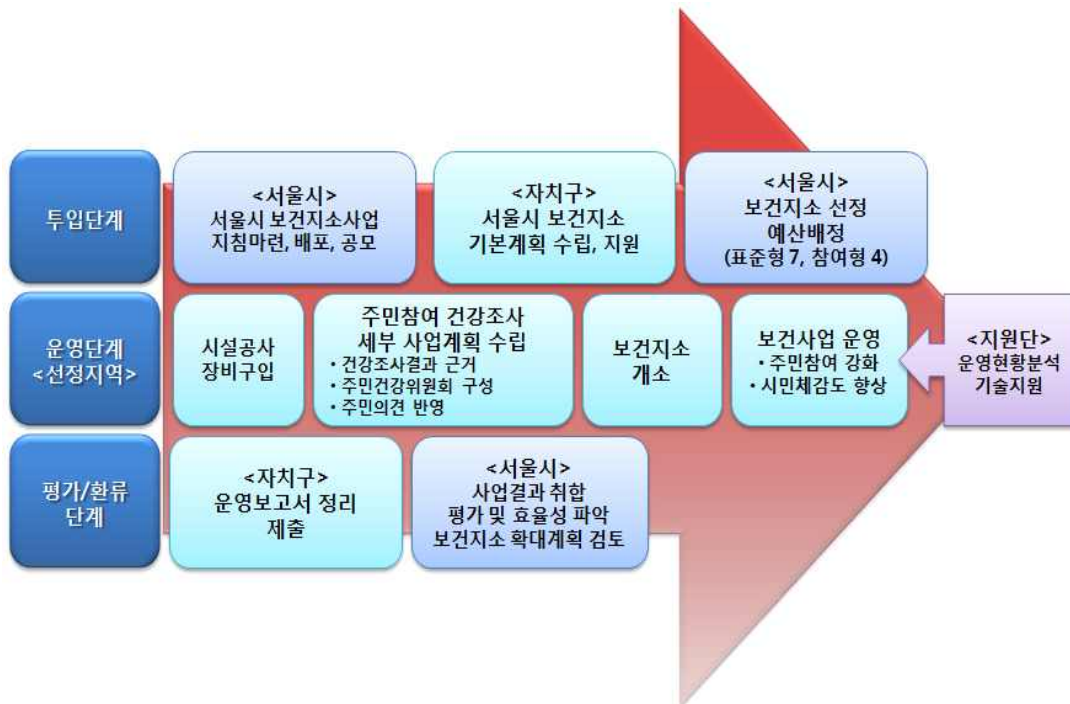 투입단계
<서울시>
서울시 보건지소사업
지침마련, 배포, 공모
<자치구>
서울시 보건지소
기본계획 수립, 지원
<서울시>
보건지소 선정
예산배정
(표준형 7, 참여형 4)
운영단계
<선정지역>
시설공사
장비구입
주민참여 건강조사
세부 사업계획 수립
• 건강조사결과 근거
• 주민건강위원회 구성
• 주민의견 반영
보건지소
개소
보건사업 운영
• 주민참여 강화
• 시민체감도 향상
<지원단>
운영현황분석
기술지원
평가/환류
단계
<자치구>
운영보고서 정리
제출
<서울시>
사업결과 취합
평가 및 효율성 파악
보건지소 확대계획 검토